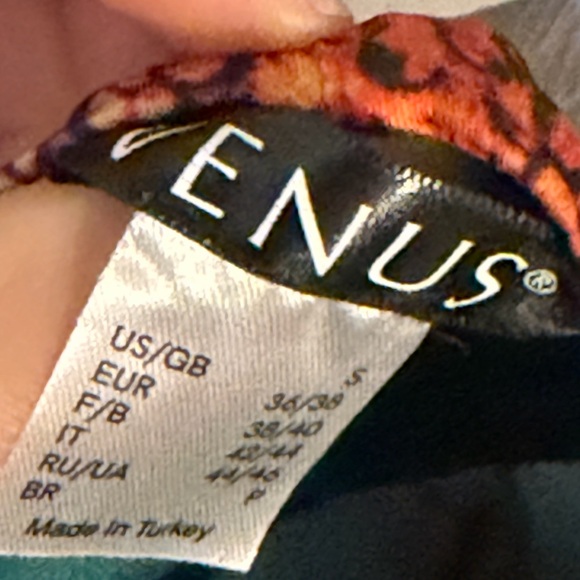 VENUS®
US/GB S
EUR 36/38
F/B 38/40
IT 42/44
RU/UA 44/46
BR P
Made In Turkey